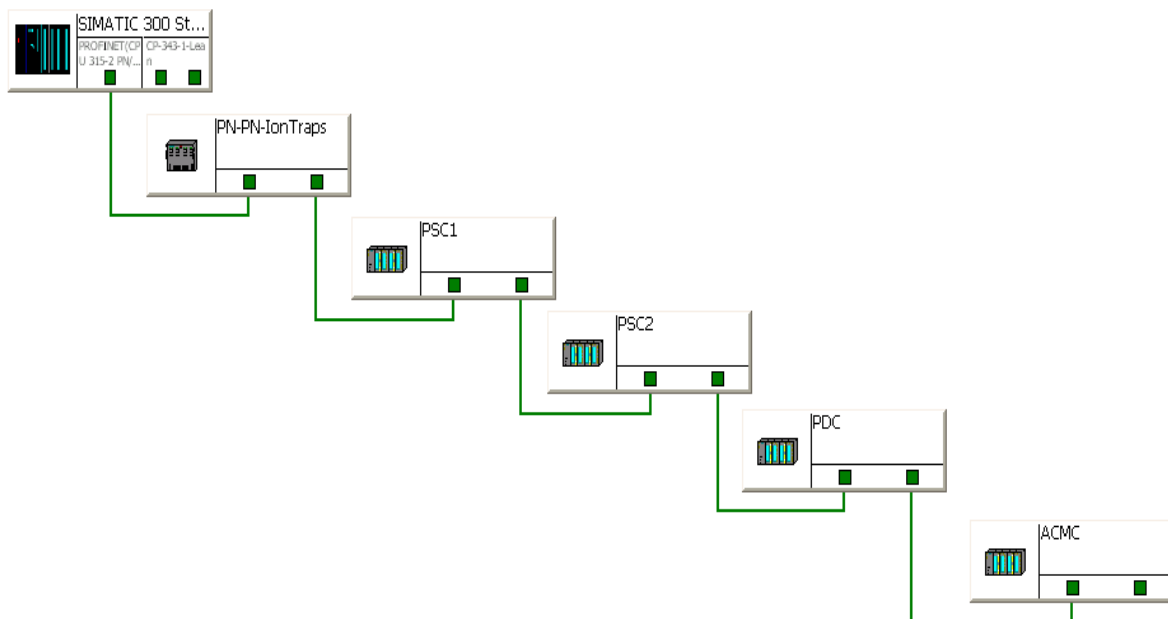 SIMATIC 300 St...
PROFINET(CP
U 315-2 PN/...
CP-343-1-Lea
n
PN-PN-IonTraps
PSC1
PSC2
PDC
ACMC